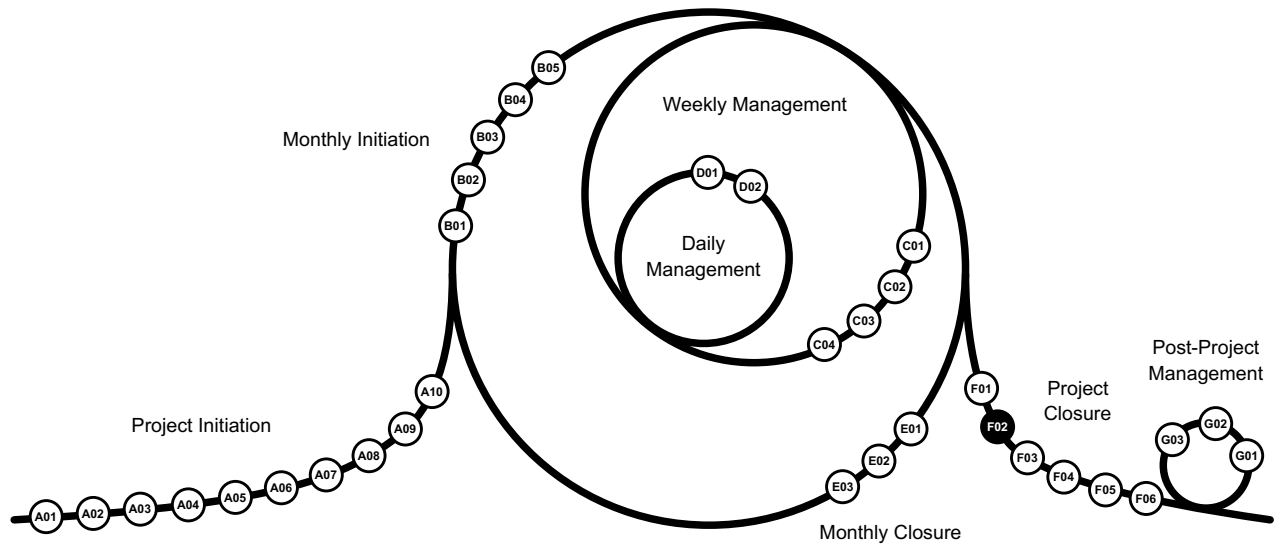 Project Initiation
A01
A02
A03
A04
A05
A06
A07
A08
A09
A10
Monthly Initiation
B01
B02
B03
B04
B05
Weekly Management
C01
C02
C03
C04
Daily
Management
D01
D02
Monthly Closure
E01
E02
E03
Project
Closure
F01
F02
F03
F04
F05
F06
Post-Project
Management
G01
G02
G03